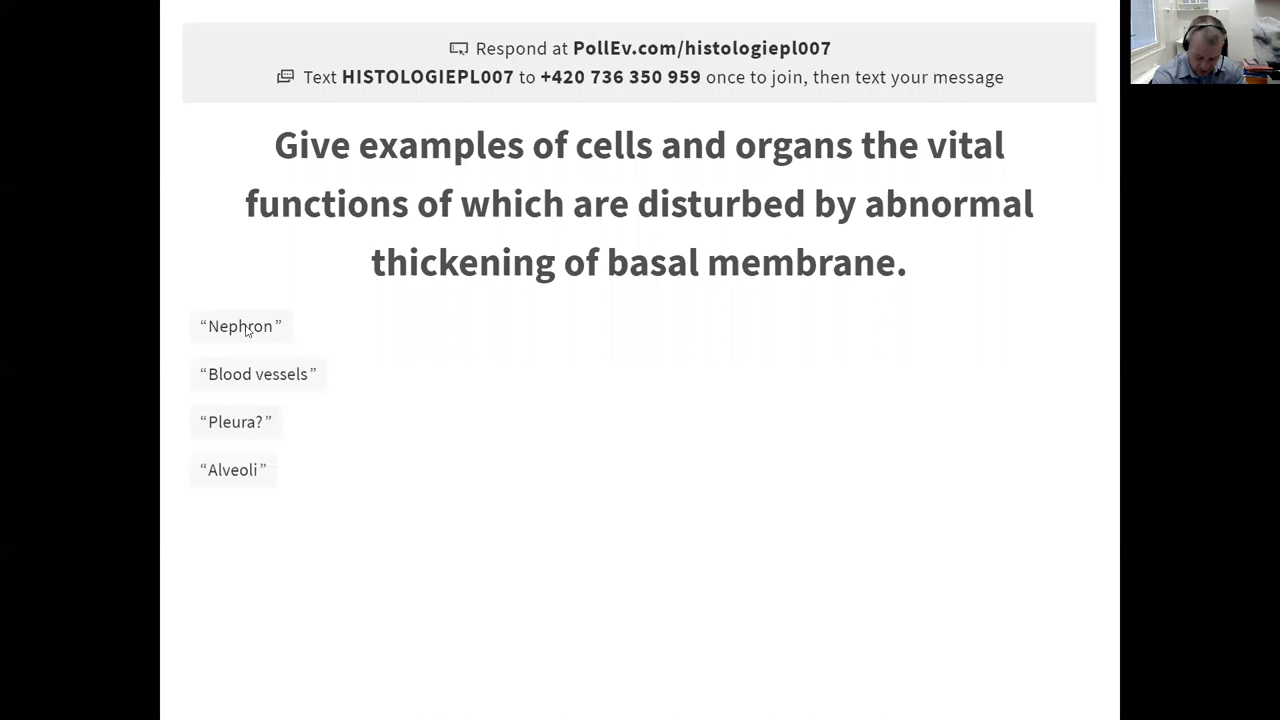 Respond at PollEv.com/histologiepl007
Text HISTOLOGIEPL007 to +420 736 350 959 once to join, then text your message
Give examples of cells and organs the vital
functions of which are disturbed by abnormal
thickening of basal membrane.
“Nephron”
“Blood vessels”
“Pleura?”
“Alveoli”